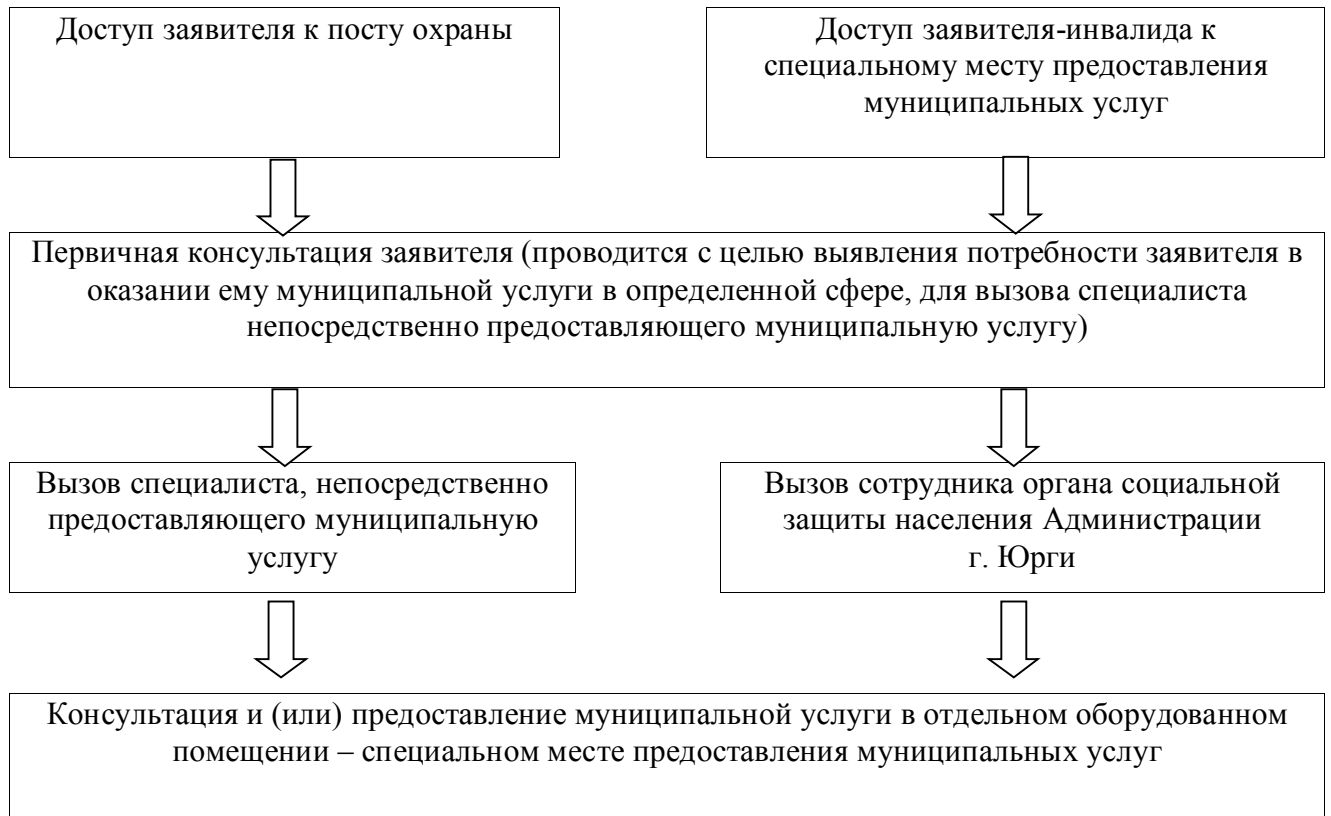 Доступ заявителя к посту охраны
Доступ заявителя-инвалида к
специальному месту предоставления
муниципальных услуг
Первичная консультация заявителя (проводится с целью выявления потребности заявителя в
оказании ему муниципальной услуги в определенной сфере, для вызова специалиста
непосредственно предоставляющего муниципальную услугу)
Вызов специалиста, непосредственно
предоставляющего муниципальную
услугу
Вызов сотрудника органа социальной
защиты населения Администрации
г. Юрги
Консультация и (или) предоставление муниципальной услуги в отдельном оборудованном
помещении – специальном месте предоставления муниципальных услуг